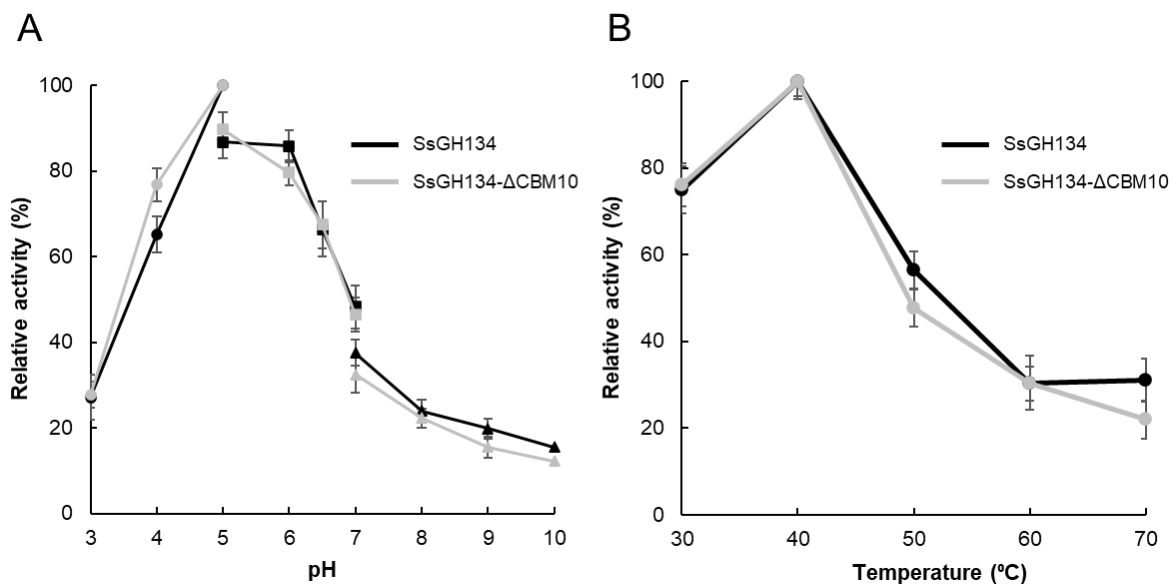 A
B
Relative activity (%)
100
80
60
40
20
0
3 4 5 6 7 8 9 10
pH
SsGH134
SsGH134-ΔCBM10
Relative activity (%)
100
80
60
40
20
0
30 40 50 60 70
Temperature (ºC)
SsGH134
SsGH134-ΔCBM10